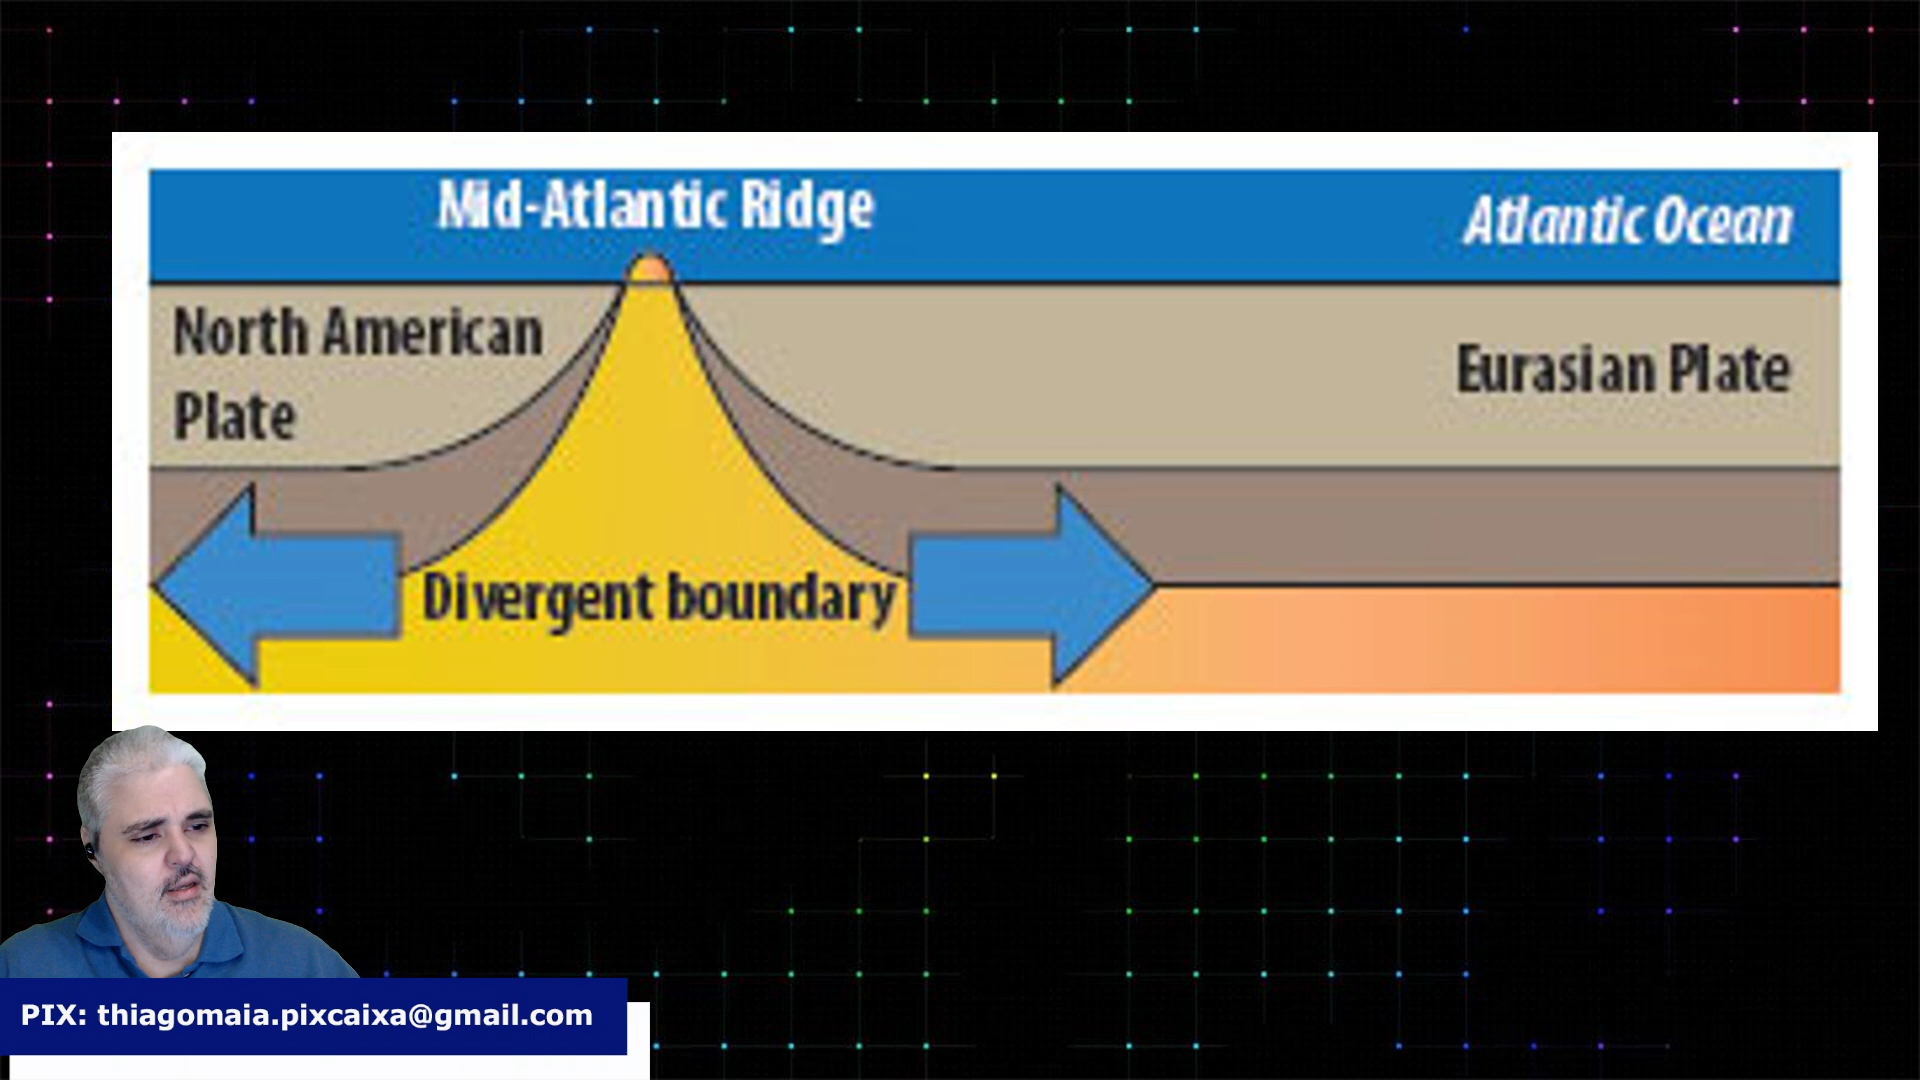 Mid-Atlantic Ridge
Atlantic Ocean
North American
Plate
Eurasian Plate
Divergent boundary
PIX: thiagomaia.pixcaixa@gmail.com